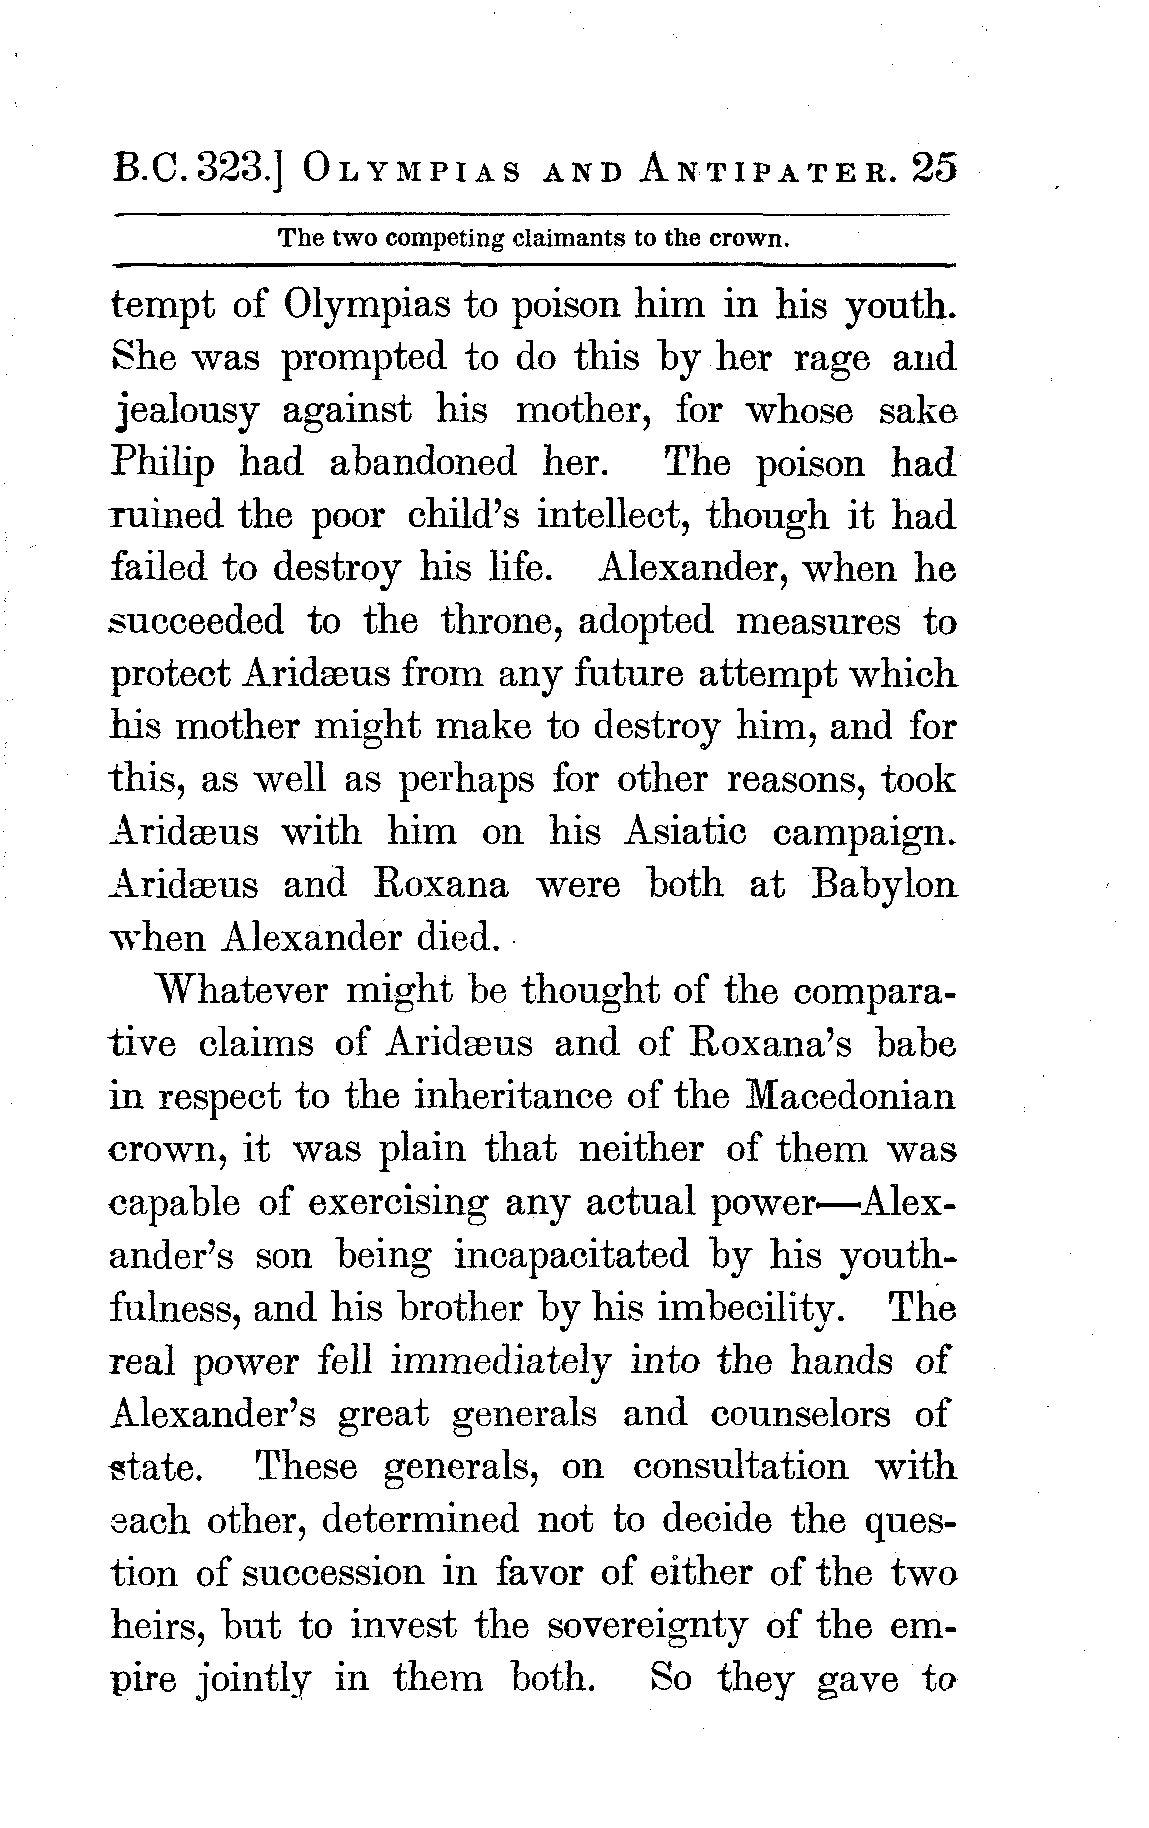 B.C. 323.] OLYMPIAS AND ANTIPATER. 25
The two competing claimants to the crown.
tempt of Olympias to poison him in his youth.
She was prompted to do this by her rage and
jealousy against his mother, for whose sake
Philip had abandoned her. The poison had
ruined the poor child's intellect, though it had
failed to destroy his life. Alexander, when he
succeeded to the throne, adopted measures to
protect Aridæus from any future attempt which
his mother might make to destroy him, and for
this, as well as perhaps for other reasons, took
Aridæus with him on his Asiatic campaign.
Aridæus and Roxana were both at Babylon
when Alexander died.
Whatever might be thought of the compara-
tive claims of Aridæus and of Roxana's babe
in respect to the inheritance of the Macedonian
crown, it was plain that neither of them was
capable of exercising any actual power—Alex-
ander's son being incapacitated by his youth-
fulness, and his brother by his imbecility. The
real power fell immediately into the hands of
Alexander's great generals and counselors of
state. These generals, on consultation with
each other, determined not to decide the ques-
tion of succession in favor of either of the two
heirs, but to invest the sovereignty of the em-
pire jointly in them both. So they gave to